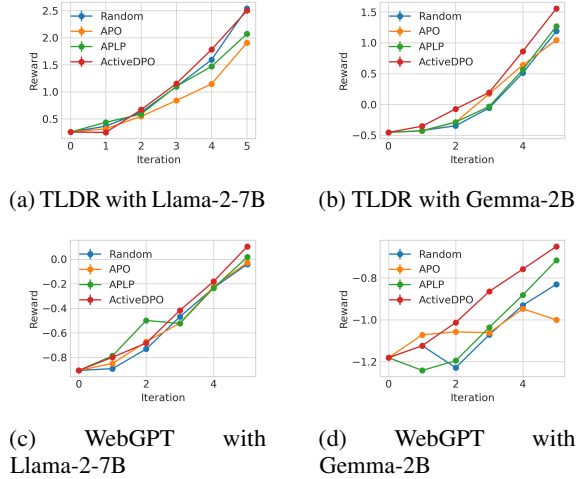 2.5
2.0
1.5
1.0
0.5
Reward
Random
APO
APLP
ActiveDPO
0 1 2 3 4 5
Iteration
(a) TLDR with Llama-2-7B
1.5
1.0
0.5
0.0
−0.5
Reward
Random
APO
APLP
ActiveDPO
0 2 4
Iteration
(b) TLDR with Gemma-2B
0.0
−0.2
−0.4
−0.6
−0.8
Reward
Random
APO
APLP
ActiveDPO
0 2 4
Iteration
(c) WebGPT with
Llama-2-7B
−0.8
−1.0
−1.2
Reward
Random
APO
APLP
ActiveDPO
0 2 4
Iteration
(d) WebGPT with
Gemma-2B